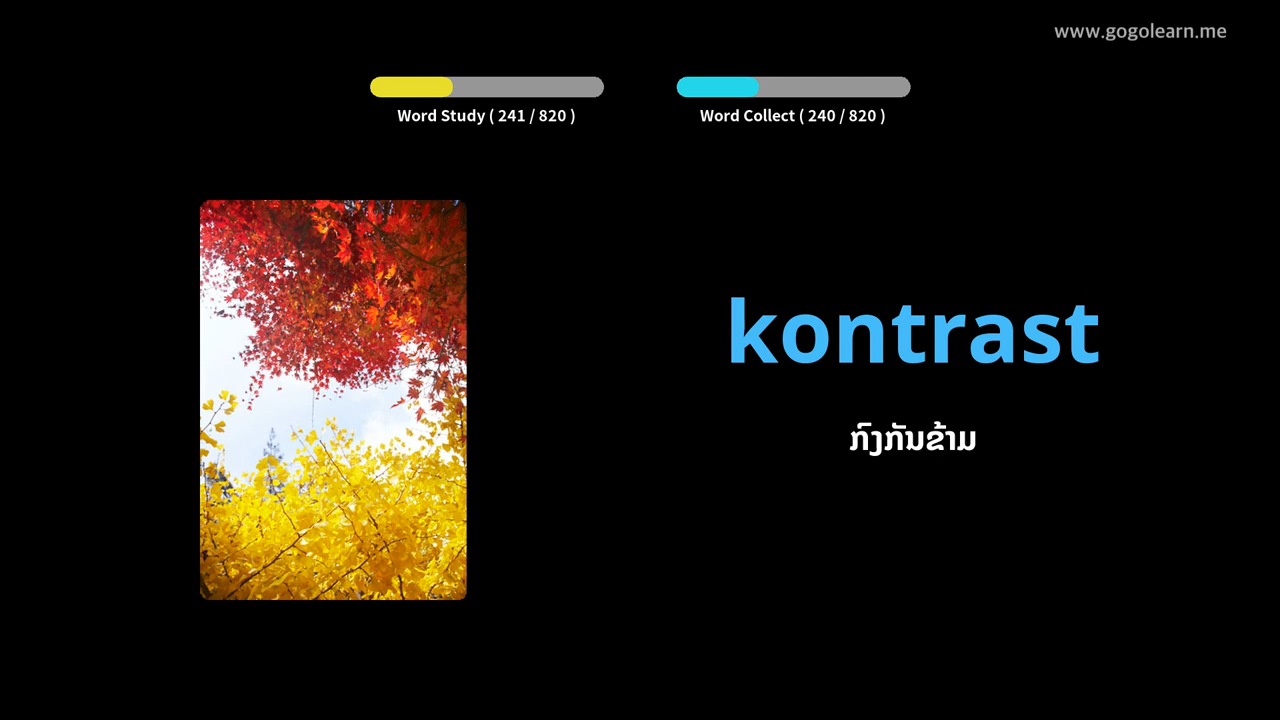 www.gogolearn.me
Word Study ( 241 / 820 )
Word Collect ( 240 / 820 )
kontrast
ກົງກັນຂ້າມ